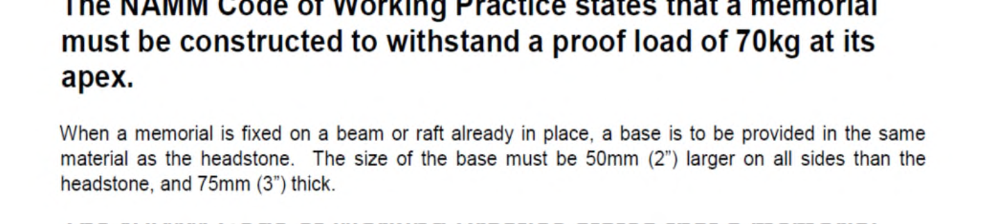 The NAMM Code of Working Practice states that a memorial
must be constructed to withstand a proof load of 70kg at its
apex.
When a memorial is fixed on a beam or raft already in place, a base is to be provided in the same
material as the headstone. The size of the base must be 50mm (2”) larger on all sides than the
headstone, and 75mm (3”) thick.